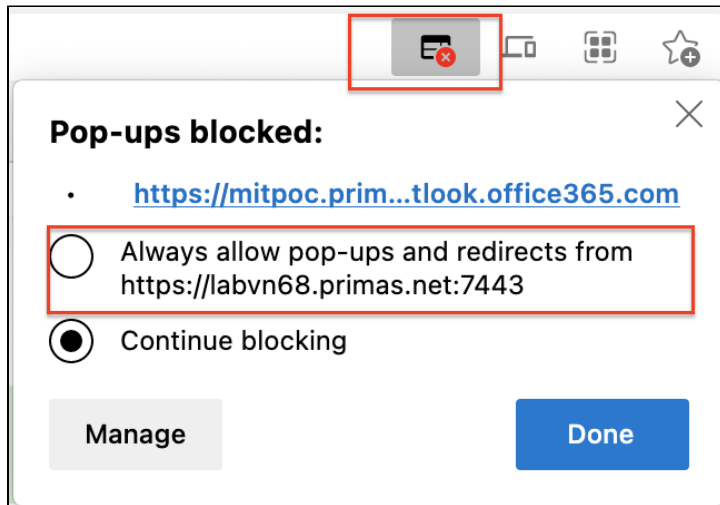 Pop-ups blocked:
• https://mitpoc.prim...tlook.office365.com
Always allow pop-ups and redirects from
https://labvn68.primas.net:7443
Continue blocking
Manage
Done